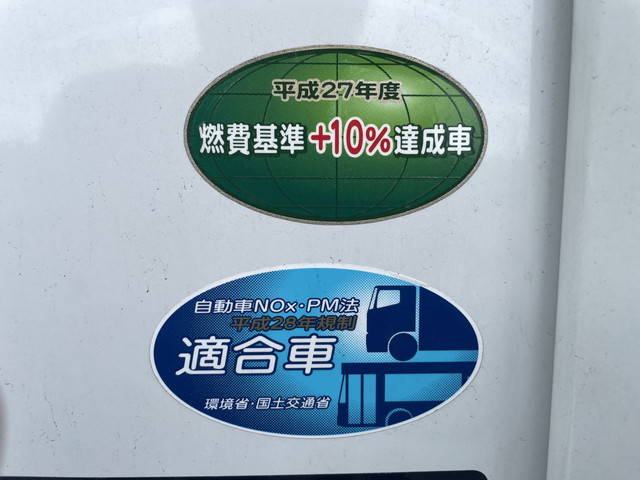 平成27年度
燃費基準+10%達成車
自動車NOx・PM法
平成28年規制
適合車
環境省・国土交通省